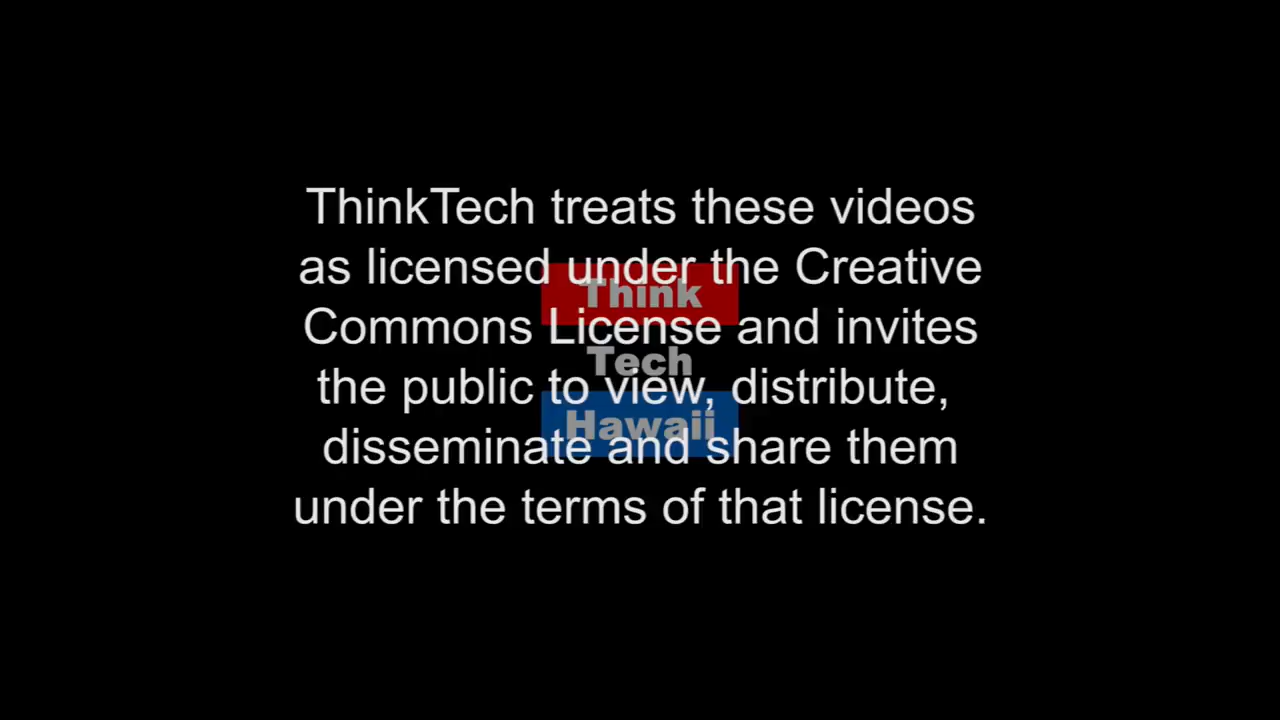 ThinkTech treats these videos
as licensed under the Creative
Think
Commons License and invites
Tech
the public to view, distribute,
Hawaii
disseminate and share them
under the terms of that license.